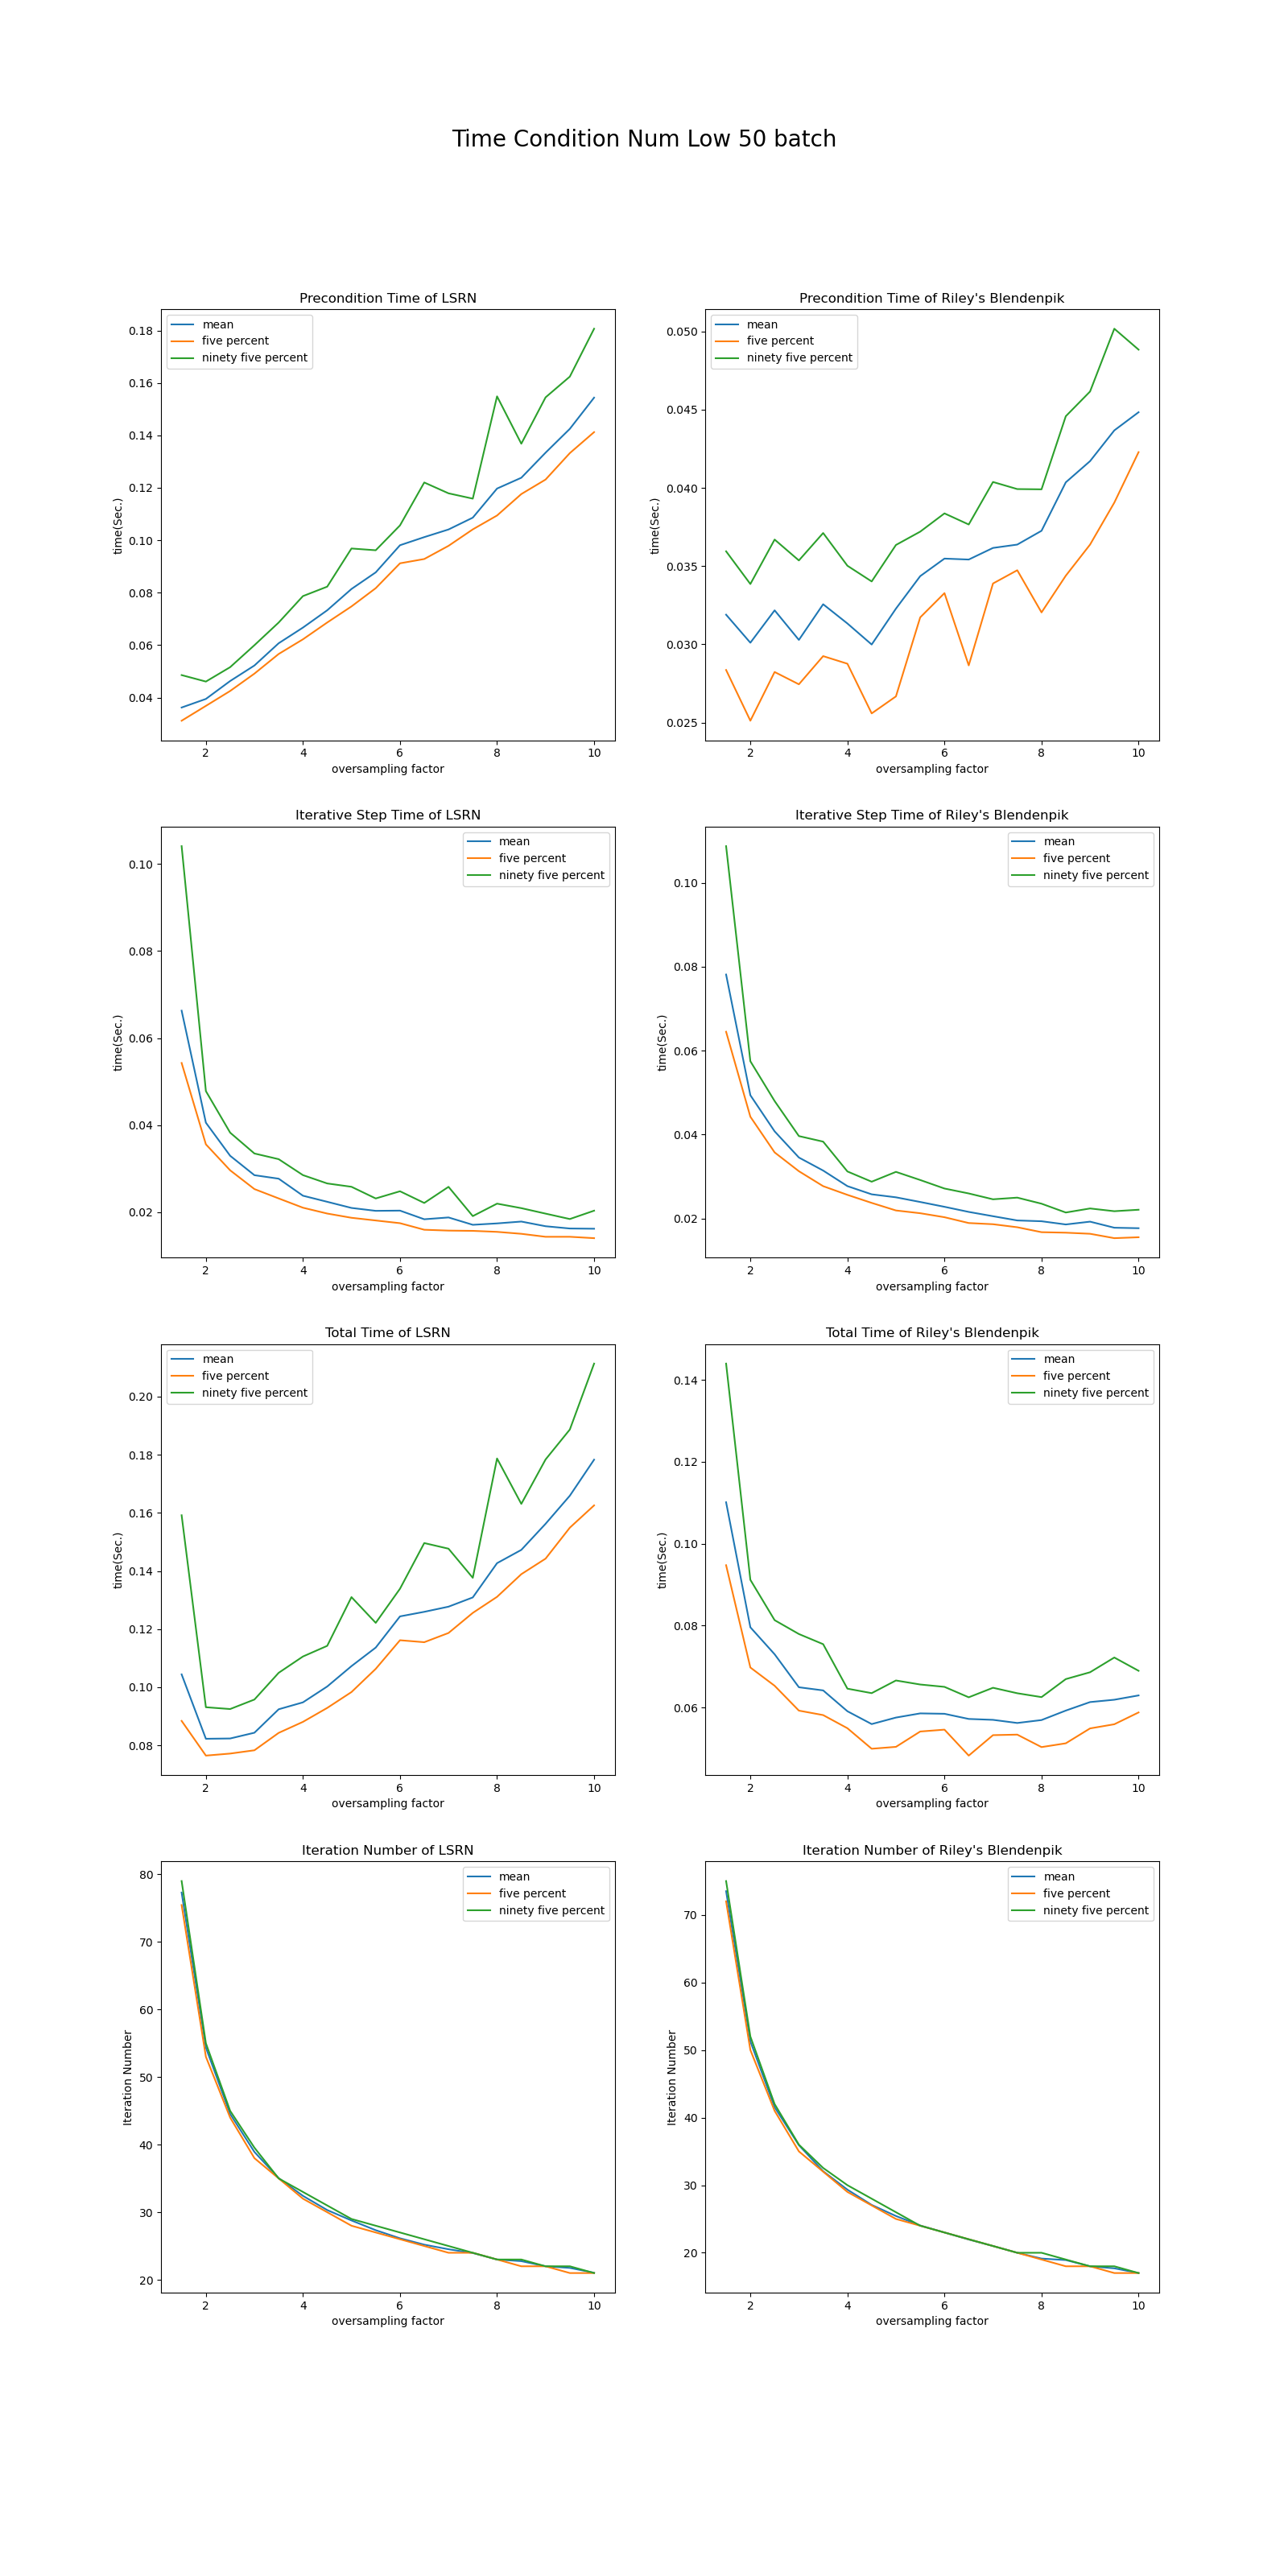 Time Condition Num Low 50 batch
Precondition Time of LSRN
mean
five percent
ninety five percent
0.18
0.16
0.14
0.12
0.10
0.08
0.06
0.04
time(Sec.)
2 4 6 8 10
oversampling factor
Precondition Time of Riley's Blendenpik
mean
five percent
ninety five percent
0.050
0.045
0.040
0.035
0.030
0.025
time(Sec.)
2 4 6 8 10
oversampling factor
Iterative Step Time of LSRN
mean
five percent
ninety five percent
0.10
0.08
0.06
0.04
0.02
time(Sec.)
2 4 6 8 10
oversampling factor
Iterative Step Time of Riley's Blendenpik
mean
five percent
ninety five percent
0.10
0.08
0.06
0.04
0.02
time(Sec.)
2 4 6 8 10
oversampling factor
Total Time of LSRN
mean
five percent
ninety five percent
0.20
0.18
0.16
0.14
0.12
0.10
0.08
time(Sec.)
2 4 6 8 10
oversampling factor
Total Time of Riley's Blendenpik
mean
five percent
ninety five percent
0.14
0.12
0.10
0.08
0.06
time(Sec.)
2 4 6 8 10
oversampling factor
Iteration Number of LSRN
mean
five percent
ninety five percent
80
70
60
50
40
30
20
Iteration Number
2 4 6 8 10
oversampling factor
Iteration Number of Riley's Blendenpik
mean
five percent
ninety five percent
70
60
50
40
30
20
Iteration Number
2 4 6 8 10
oversampling factor